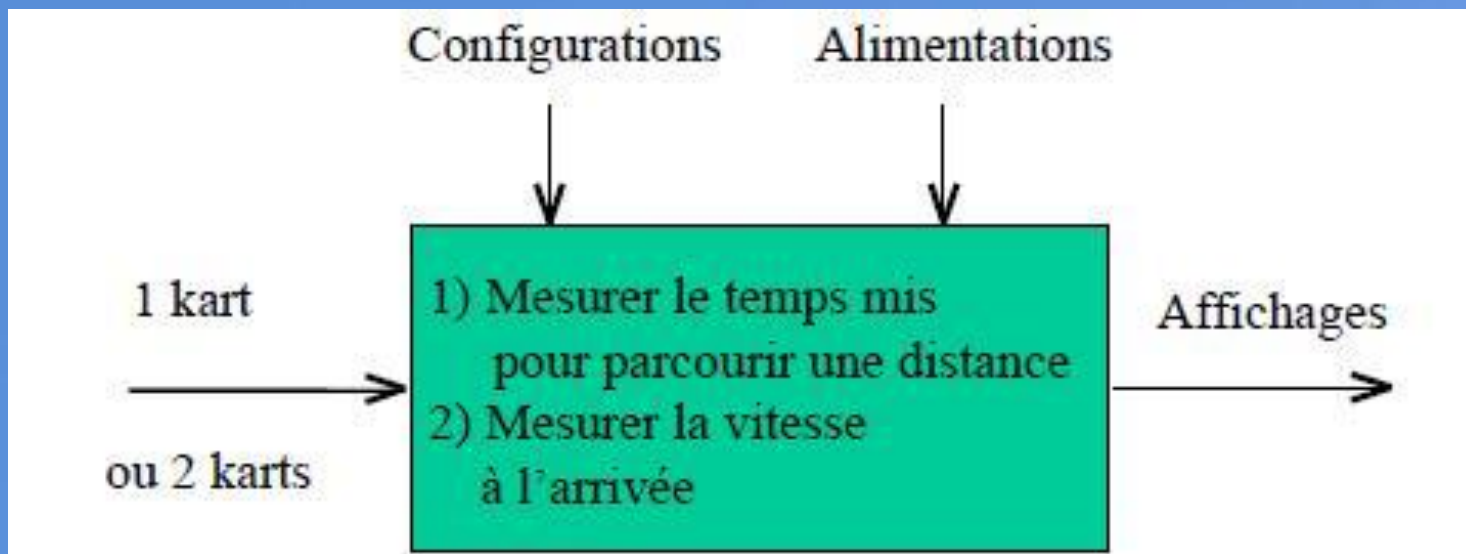 Configurations
Alimentations
1 kart
ou 2 karts
1) Mesurer le temps mis
pour parcourir une distance
2) Mesurer la vitesse
à l'arrivée
Affichages